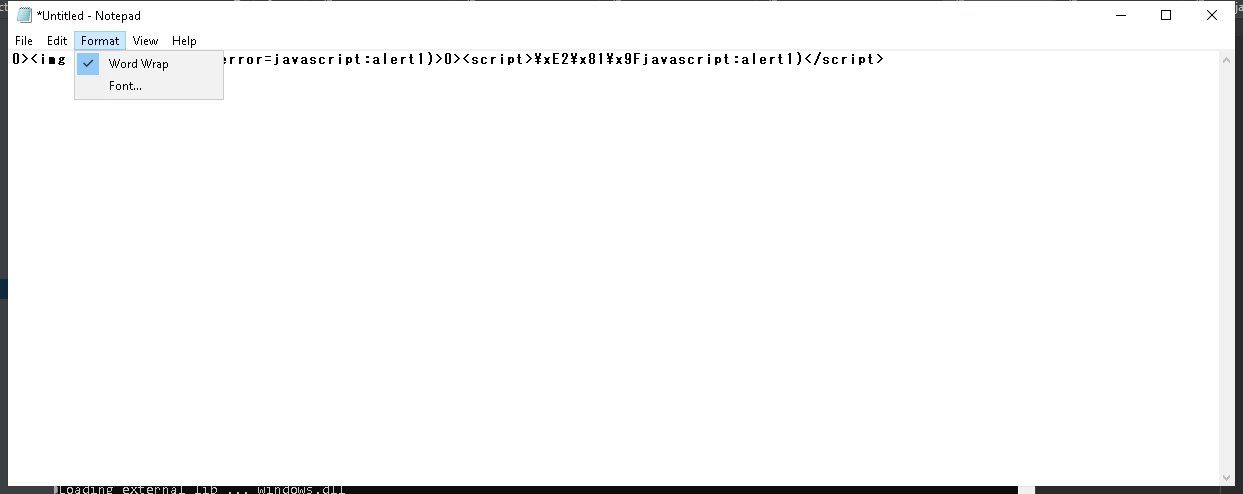 *Untitled - Notepad
File Edit Format View Help
0><img error=javascript:alert1)>0><script>¥xE2¥x81¥x9Fjavascript:alert1)</script>
Word Wrap
Font...
Loading external lib ... windows.dll